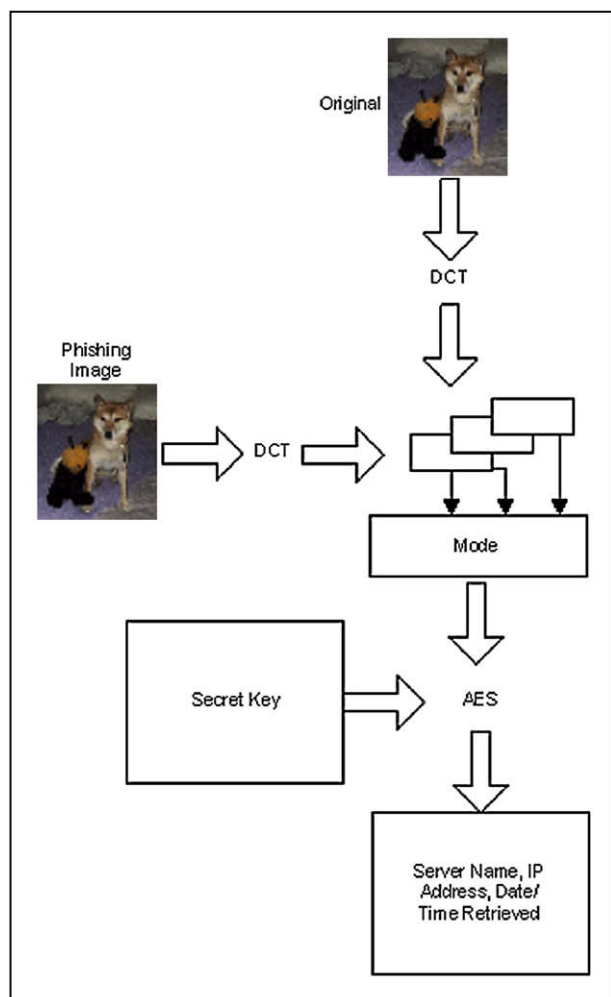 Original
DCT
Phishing
Image
DCT
Mode
Secret Key
AES
Server Name, IP
Address, Date/
Time Retrieved